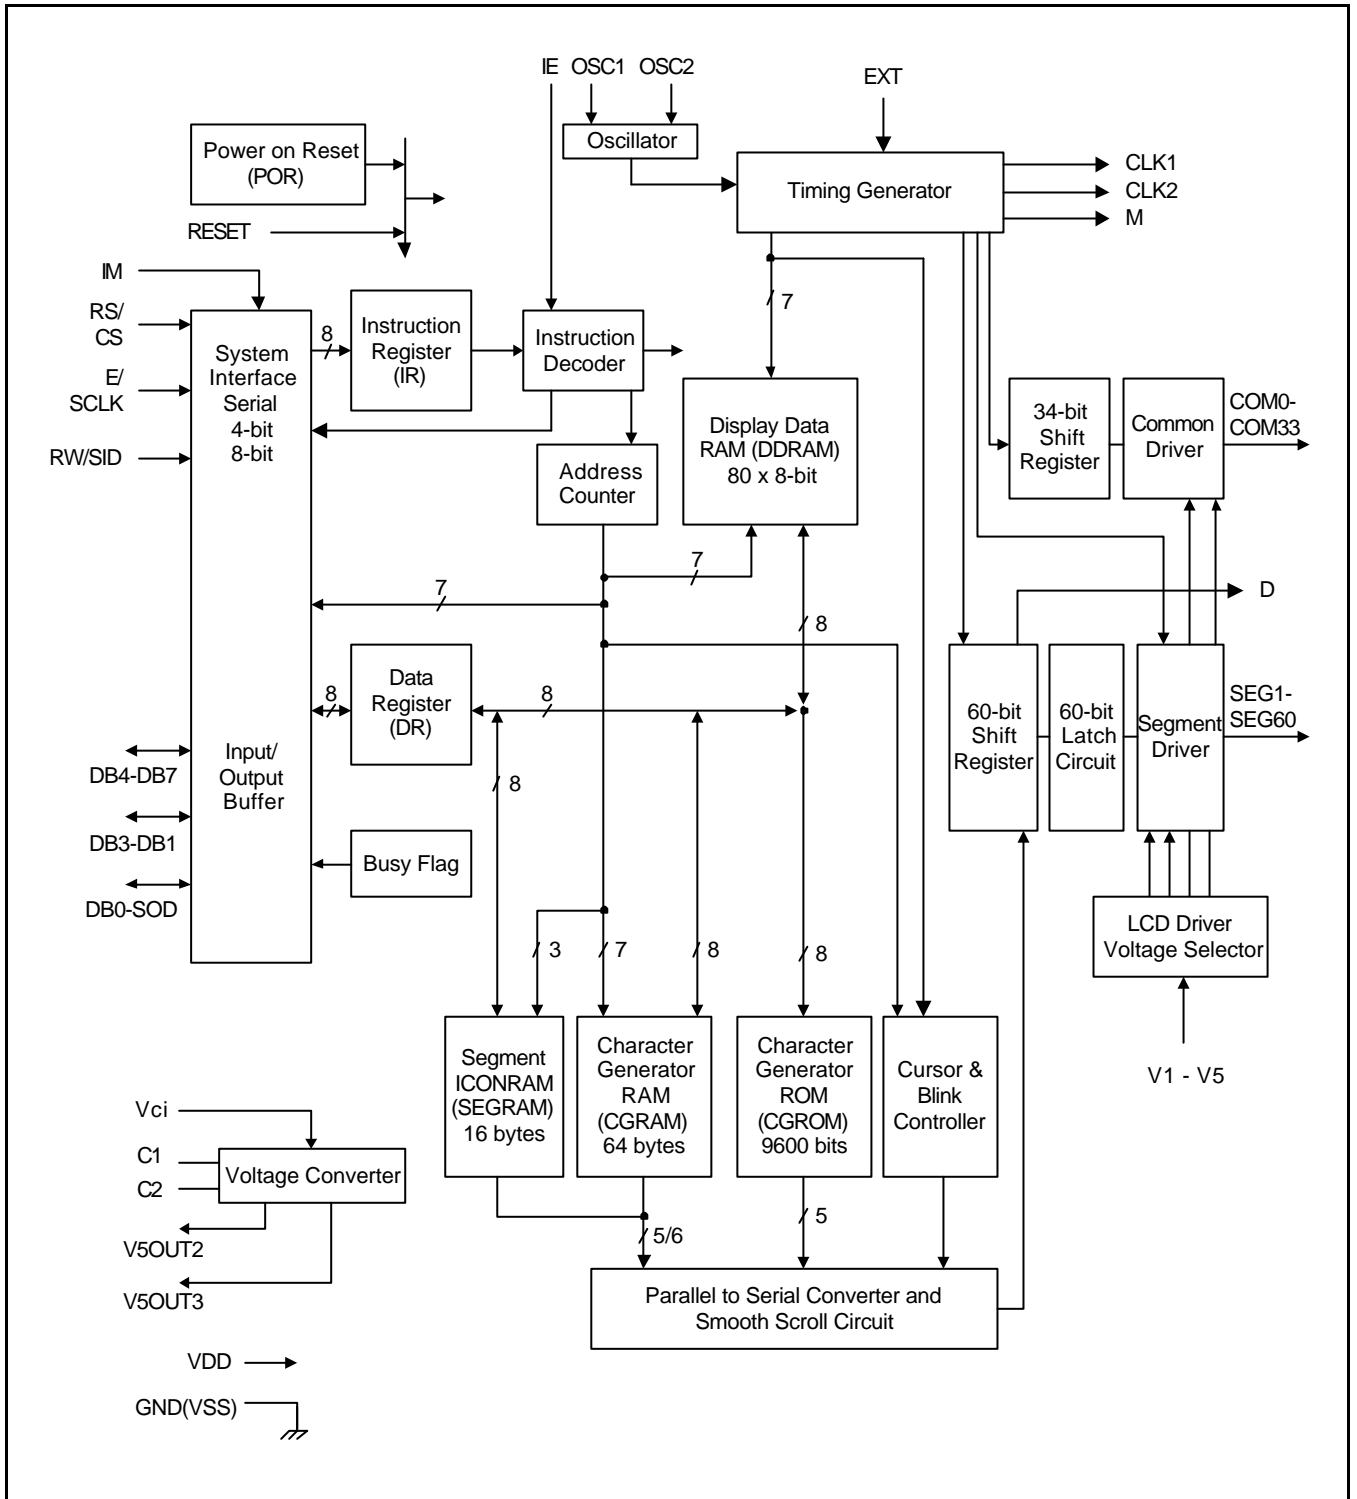 IE OSC1 OSC2
EXT
Power on Reset
(POR)
Oscillator
Timing Generator
CLK1
CLK2
M
RESET
IM
RS/
CS
E/
SCLK
RW/SID
System
Interface
Serial
4-bit
8-bit
8
Instruction
Register
(IR)
Instruction
Decoder
7
Display Data
RAM (DDRAM)
80 x 8-bit
34-bit
Shift
Register
Common
Driver
COM0-
COM33
Address
Counter
7
7
8
D
8
Data
Register
(DR)
8
60-bit
Shift
Register
60-bit
Latch
Circuit
Segment
Driver
SEG1-
SEG60
Input/
Output
Buffer
DB4-DB7
DB3-DB1
DB0-SOD
8
Busy Flag
LCD Driver
Voltage Selector
3
7
8
8
Segment
ICONRAM
(SEGRAM)
16 bytes
Character
Generator
RAM
(CGRAM)
64 bytes
Character
Generator
ROM
(CGROM)
9600 bits
Cursor &
Blink
Controller
V1 - V5
Vci
C1
C2
Voltage Converter
V5OUT2
V5OUT3
5/6
5
Parallel to Serial Converter and
Smooth Scroll Circuit
VDD
GND(VSS)